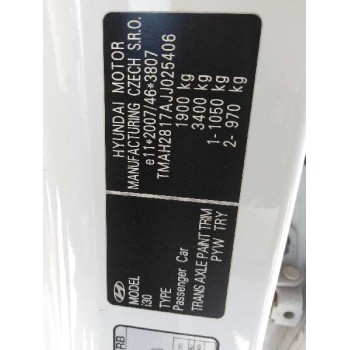 HYUNDAI MOTOR
MANUFACTURING CZECH S.R.O.
e11*2007/46*3807
TMAH2817AJJ025406
1900 kg
3400 kg
1-1050 kg
2- 970 kg
MODEL
i30
TYPE
Passenger Car
TRANS AXLE PAINT TRIM
PYW TRY
RB